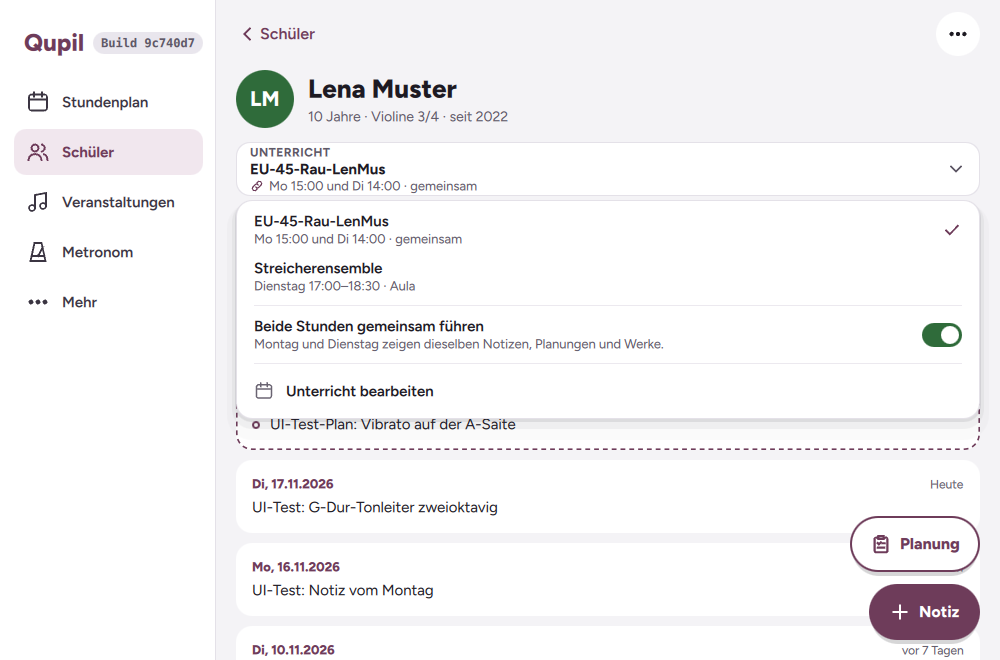 Qupil
Build 9c740d7
Stundenplan
Schüler
Veranstaltungen
Metronom
Mehr
Schüler
LM
Lena Muster
10 Jahre · Violine 3/4 · seit 2022
UNTERRICHT
EU-45-Rau-LenMus
Mo 15:00 und Di 14:00 · gemeinsam
EU-45-Rau-LenMus
Mo 15:00 und Di 14:00 · gemeinsam
Streicherensemble
Dienstag 17:00–18:30 · Aula
Beide Stunden gemeinsam führen
Montag und Dienstag zeigen dieselben Notizen, Planungen und Werke.
Unterricht bearbeiten
UI-Test-Plan: Vibrato auf der A-Saite
Di, 17.11.2026
Heute
UI-Test: G-Dur-Tonleiter zweioktavig
Planung
Mo, 16.11.2026
UI-Test: Notiz vom Montag
Notiz
Di, 10.11.2026
vor 7 Tagen